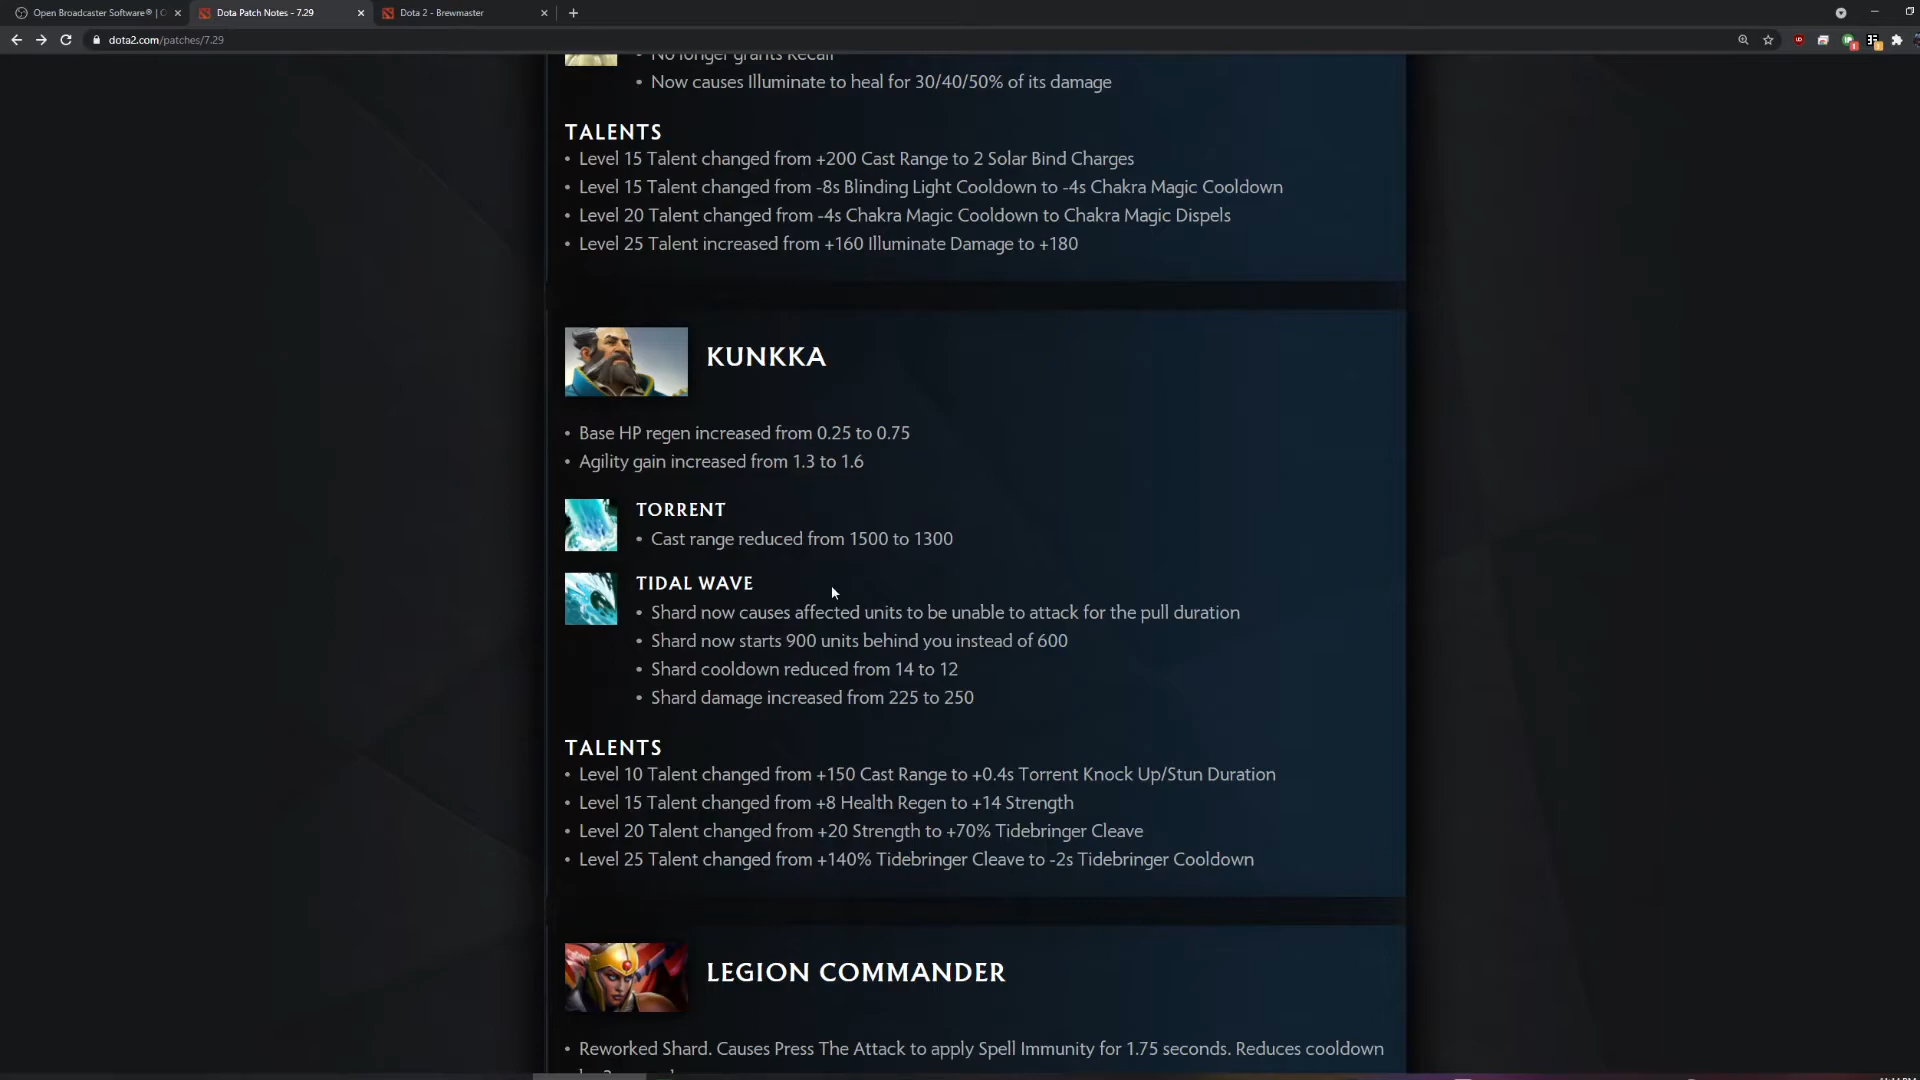 Open Broadcaster Software® |
Dota Patch Notes - 7.29
Dota 2 - Brewmaster
dota2.com/patches/7.29
• No longer grants Recall
• Now causes Illuminate to heal for 30/40/50% of its damage
TALENTS
• Level 15 Talent changed from +200 Cast Range to 2 Solar Bind Charges
• Level 15 Talent changed from -8s Blinding Light Cooldown to -4s Chakra Magic Cooldown
• Level 20 Talent changed from -4s Chakra Magic Cooldown to Chakra Magic Dispels
• Level 25 Talent increased from +160 Illuminate Damage to +180
KUNKKA
• Base HP regen increased from 0.25 to 0.75
• Agility gain increased from 1.3 to 1.6
TORRENT
• Cast range reduced from 1500 to 1300
TIDAL WAVE
• Shard now causes affected units to be unable to attack for the pull duration
• Shard now starts 900 units behind you instead of 600
• Shard cooldown reduced from 14 to 12
• Shard damage increased from 225 to 250
TALENTS
• Level 10 Talent changed from +150 Cast Range to +0.4s Torrent Knock Up/Stun Duration
• Level 15 Talent changed from +8 Health Regen to +14 Strength
• Level 20 Talent changed from +20 Strength to +70% Tidebringer Cleave
• Level 25 Talent changed from +140% Tidebringer Cleave to -2s Tidebringer Cooldown
LEGION COMMANDER
• Reworked Shard. Causes Press The Attack to apply Spell Immunity for 1.75 seconds. Reduces cooldown